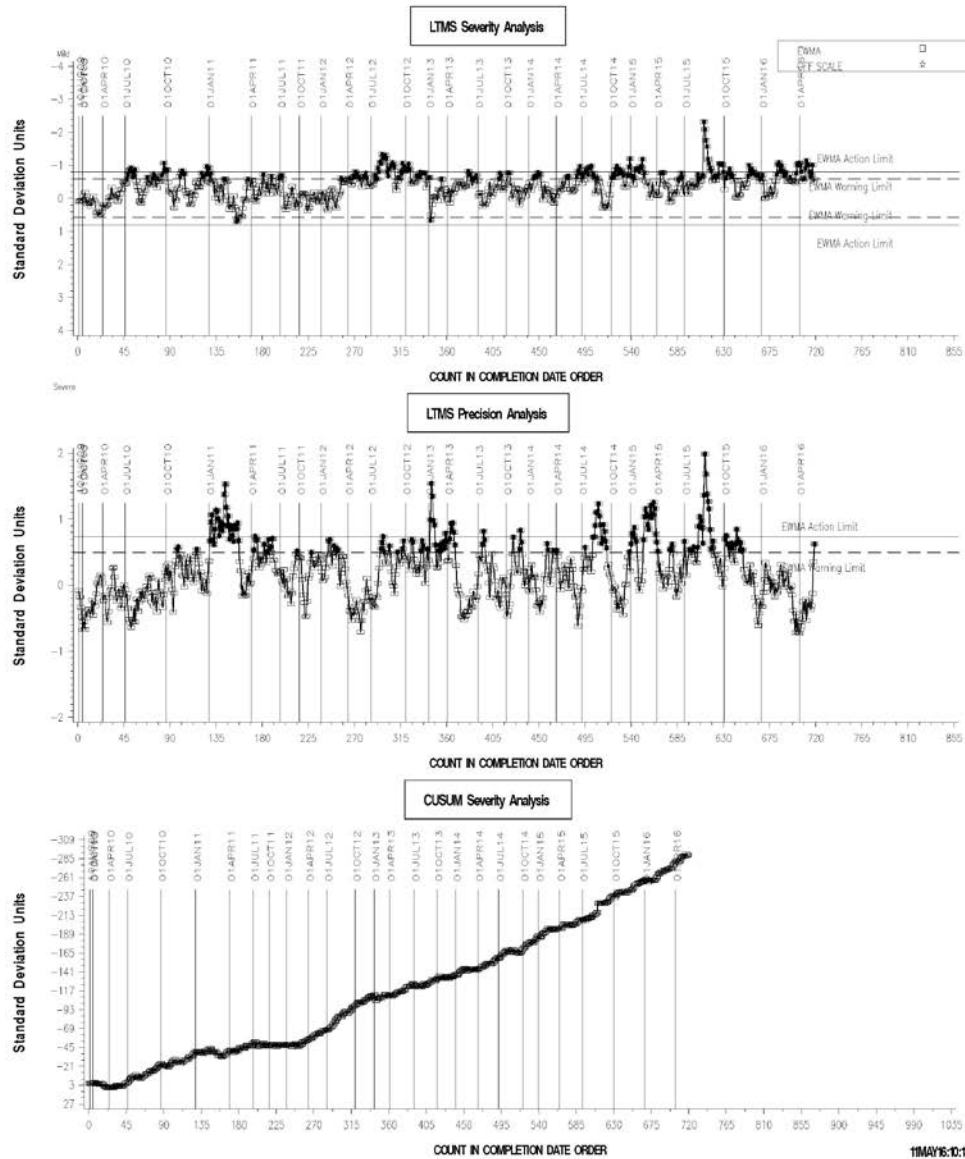 LTMS Severity Analysis
Mild
EWMA
EWMA Action Limit
EWMA Warning Limit
EWMA Warning Limit
EWMA Action Limit
Standard Deviation Units
-4
-3
-2
-1
0
1
2
3
4
01APR10
01JUL10
01OCT10
01JAN11
01APR11
01JUL11
01OCT11
01JAN12
01APR12
01JUL12
01OCT12
01JAN13
01APR13
01JUL13
01OCT13
01JAN14
01APR14
01JUL14
01OCT14
01JAN15
01APR15
01JUL15
01OCT15
01JAN16
01APR16
0 45 90 135 180 225 270 315 360 405 450 495 540 585 630 675 720 765 810 855
COUNT IN COMPLETION DATE ORDER
Severe
LTMS Precision Analysis
Standard Deviation Units
2
1
0
-1
-2
01APR10
01JUL10
01OCT10
01JAN11
01APR11
01JUL11
01OCT11
01JAN12
01APR12
01JUL12
01OCT12
01JAN13
01APR13
01JUL13
01OCT13
01JAN14
01APR14
01JUL14
01OCT14
01JAN15
01APR15
01JUL15
01OCT15
01JAN16
01APR16
EWMA Action Limit
EWMA Warning Limit
0 45 90 135 180 225 270 315 360 405 450 495 540 585 630 675 720 765 810 855
COUNT IN COMPLETION DATE ORDER
CUSUM Severity Analysis
Standard Deviation Units
-309
-285
-261
-237
-213
-189
-165
-141
-117
-93
-69
-45
-21
3
27
01APR10
01JUL10
01OCT10
01JAN11
01APR11
01JUL11
01OCT11
01JAN12
01APR12
01JUL12
01OCT12
01JAN13
01APR13
01JUL13
01OCT13
01JAN14
01APR14
01JUL14
01OCT14
01JAN15
01APR15
01JUL15
01OCT15
01JAN16
01APR16
0 45 90 135 180 225 270 315 360 405 450 495 540 585 630 675 720 765 810 855 900 945 990 1035
COUNT IN COMPLETION DATE ORDER
11MAY16:10:1